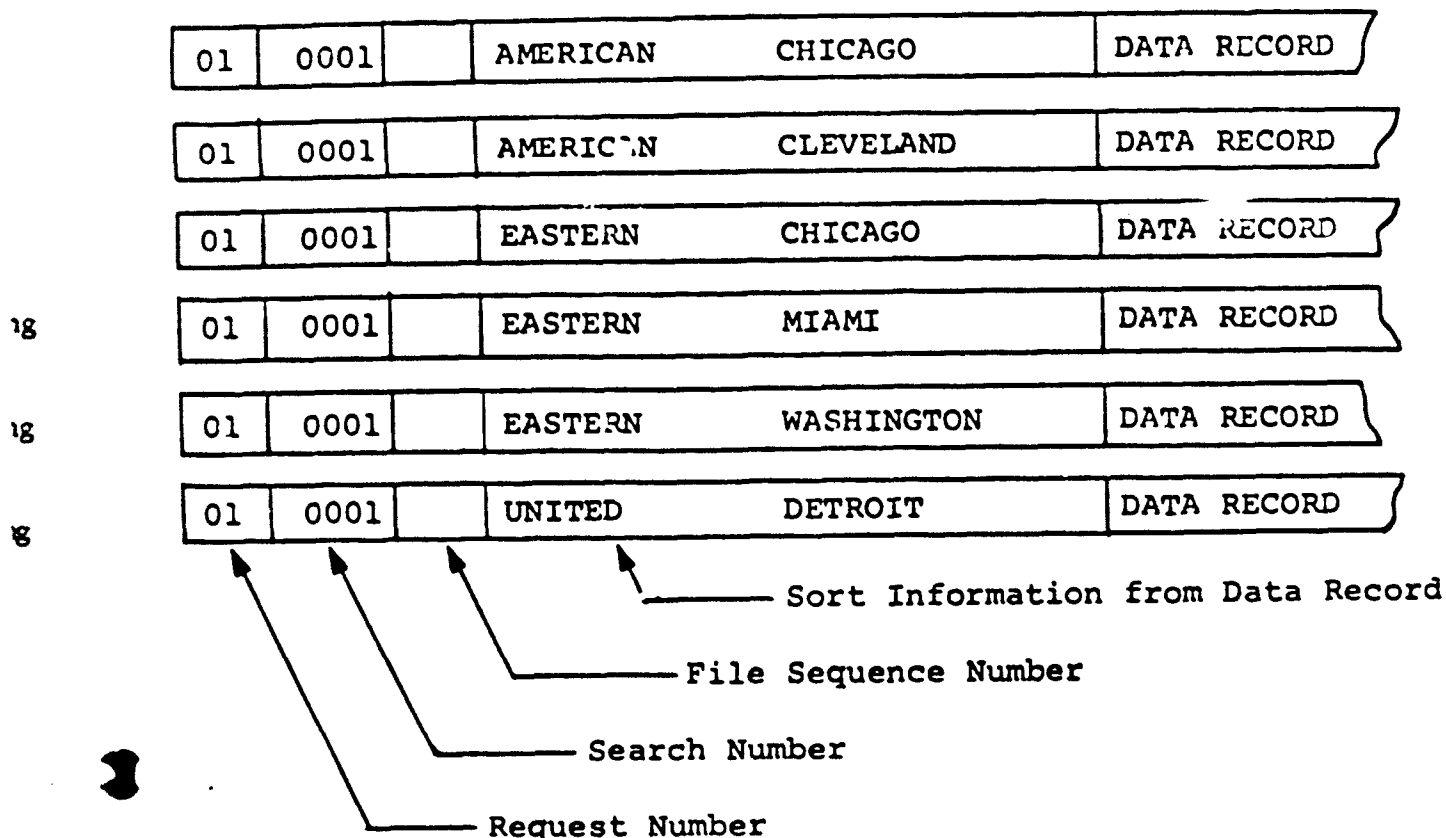 01 0001 AMERICAN CHICAGO DATA RECORD
01 0001 AMERICAN CLEVELAND DATA RECORD
01 0001 EASTERN CHICAGO DATA RECORD
01 0001 EASTERN MIAMI DATA RECORD
01 0001 EASTERN WASHINGTON DATA RECORD
01 0001 UNITED DETROIT DATA RECORD
Sort Information from Data Record
File Sequence Number
Search Number
Request Number